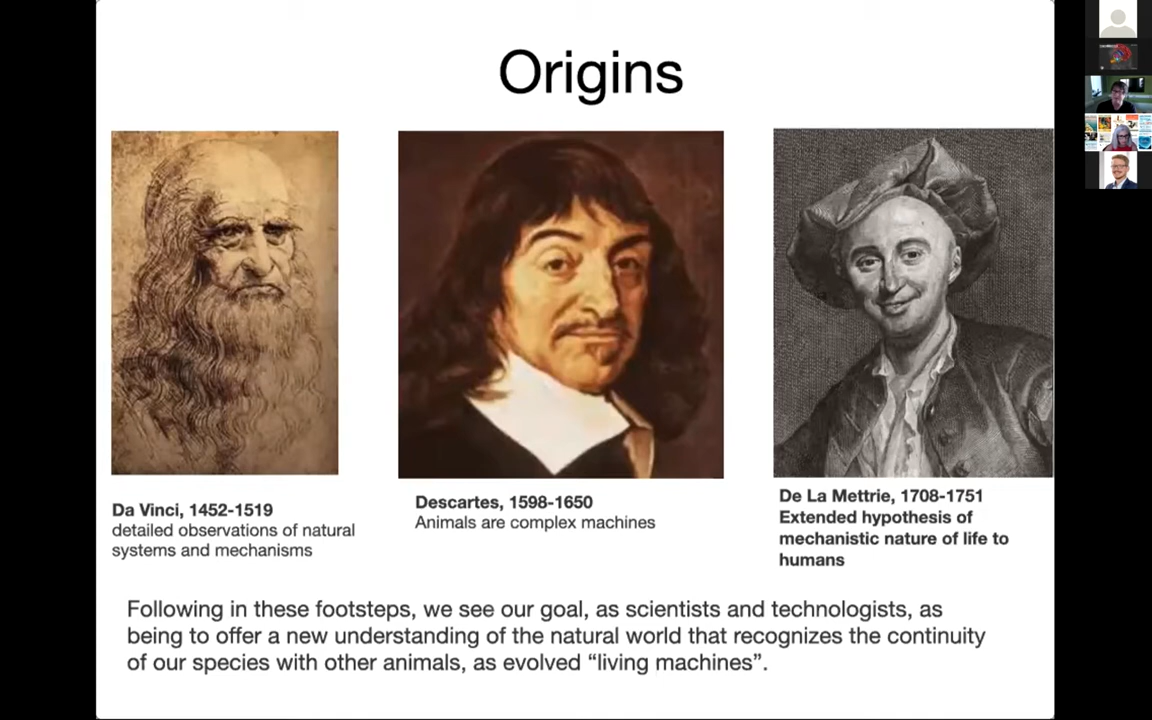 Origins
Da Vinci, 1452-1519
detailed observations of natural
systems and mechanisms
Descartes, 1598-1650
Animals are complex machines
De La Mettrie, 1708-1751
Extended hypothesis of
mechanistic nature of life to
humans
Following in these footsteps, we see our goal, as scientists and technologists, as
being to offer a new understanding of the natural world that recognizes the continuity
of our species with other animals, as evolved “living machines”.